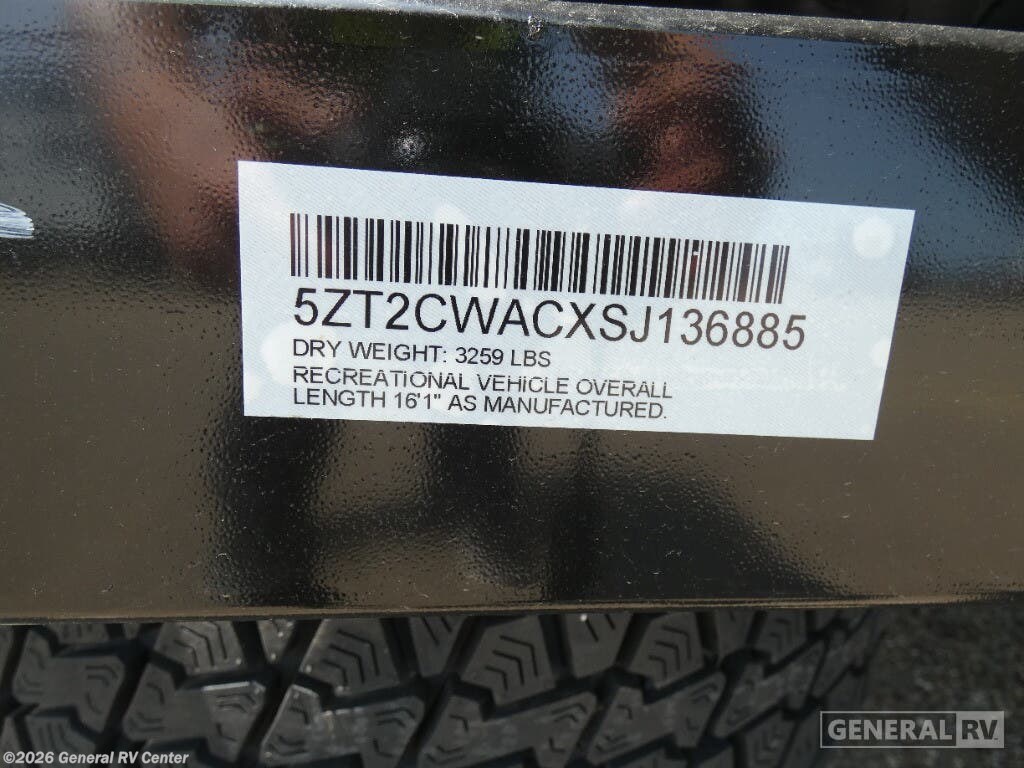 5ZT2CWACXSJ136885
DRY WEIGHT: 3259 LBS
RECREATIONAL VEHICLE OVERALL
LENGTH 16'1" AS MANUFACTURED.
GENERAL RV
©2026 General RV Center